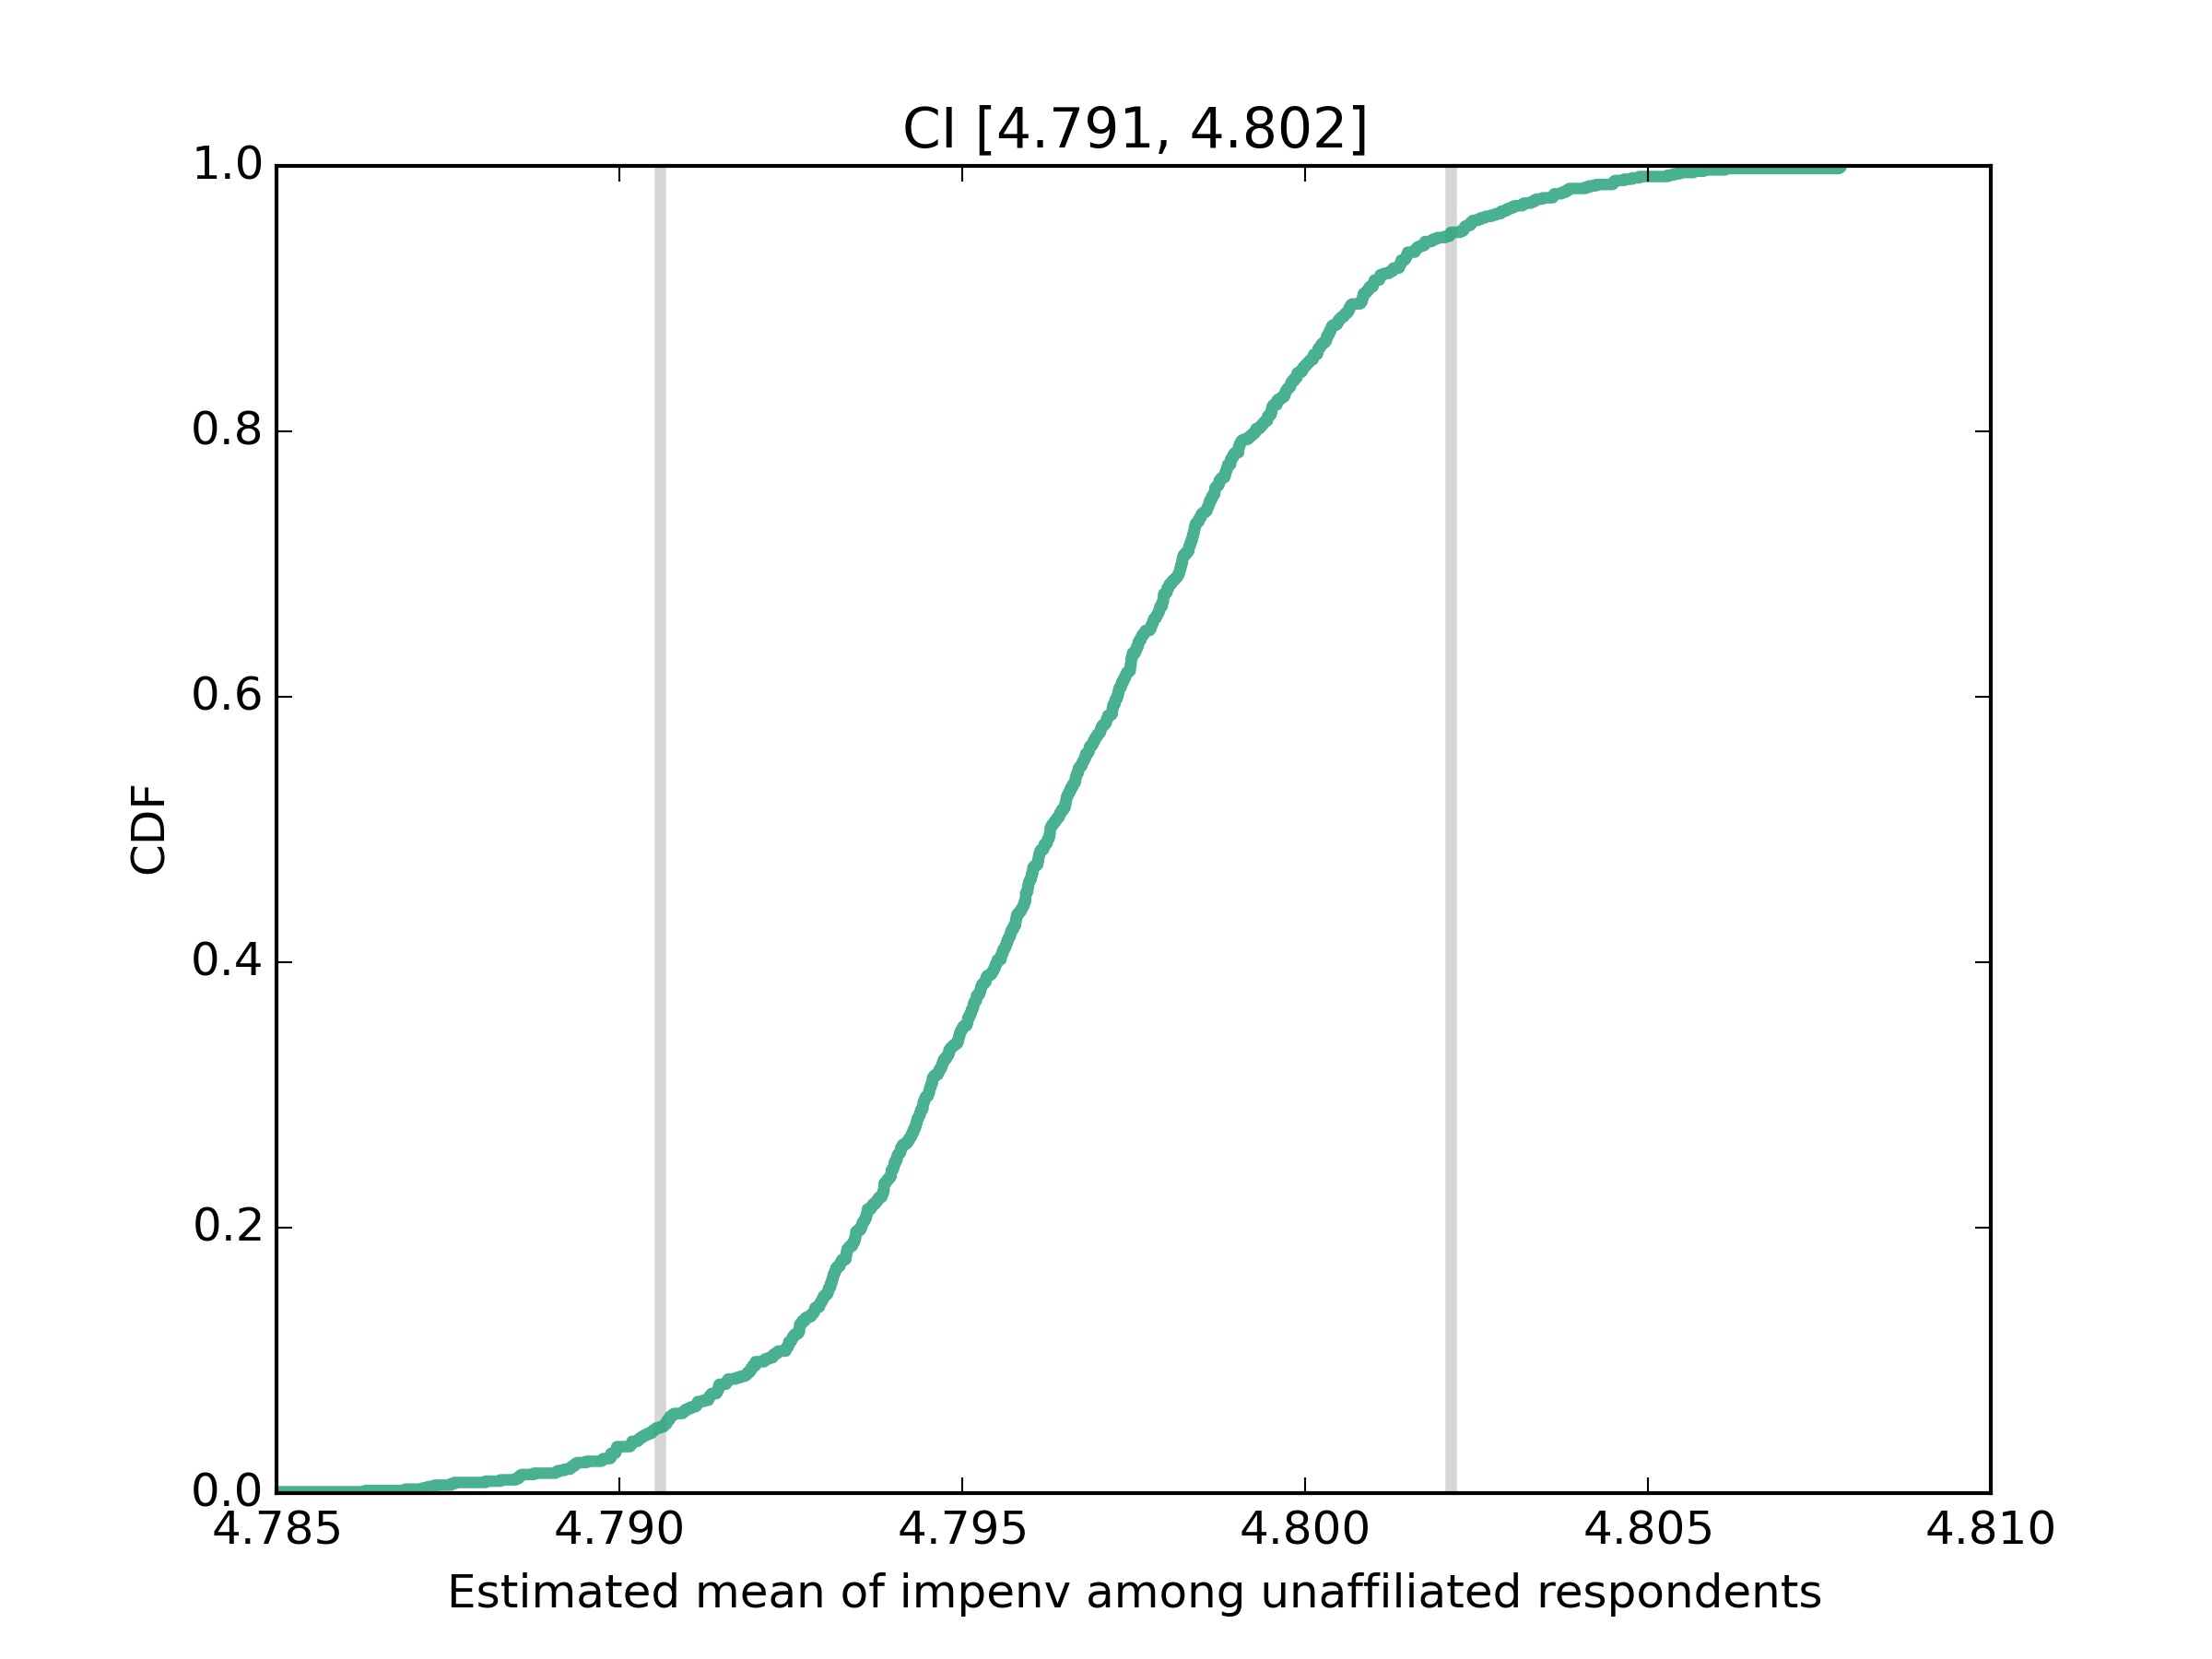 CI [4.791, 4.802]
1.0
0.8
0.6
0.4
0.2
0.0
CDF
4.785 4.790 4.795 4.800 4.805 4.810
Estimated mean of impenv among unaffiliated respondents